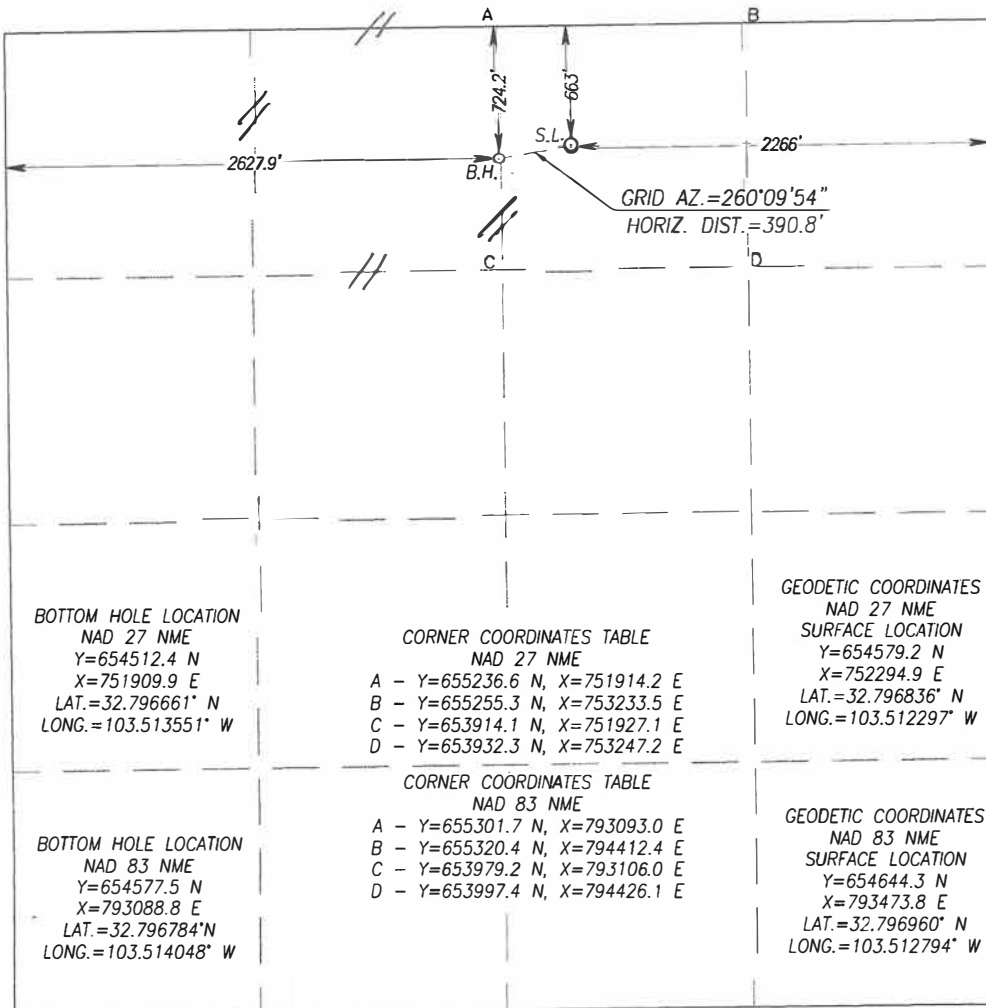 A
B
724.2'
663'
S.L.
2627.9'
B.H.
2266'
GRID AZ.=260°09'54"
HORIZ. DIST.=390.8'
C
D
BOTTOM HOLE LOCATION
NAD 27 NME
Y=654512.4 N
X=751909.9 E
LAT.=32.796661° N
LONG.=103.513551° W
CORNER COORDINATES TABLE
NAD 27 NME
A - Y=655236.6 N, X=751914.2 E
B - Y=655255.3 N, X=753233.5 E
C - Y=653914.1 N, X=751927.1 E
D - Y=653932.3 N, X=753247.2 E
GEODETIC COORDINATES
NAD 27 NME
SURFACE LOCATION
Y=654579.2 N
X=752294.9 E
LAT.=32.796836° N
LONG.=103.512297° W
BOTTOM HOLE LOCATION
NAD 83 NME
Y=654577.5 N
X=793088.8 E
LAT.=32.796784°N
LONG.=103.514048° W
CORNER COORDINATES TABLE
NAD 83 NME
A - Y=655301.7 N, X=793093.0 E
B - Y=655320.4 N, X=794412.4 E
C - Y=653979.2 N, X=793106.0 E
D - Y=653997.4 N, X=794426.1 E
GEODETIC COORDINATES
NAD 83 NME
SURFACE LOCATION
Y=654644.3 N
X=793473.8 E
LAT.=32.796960° N
LONG.=103.512794° W